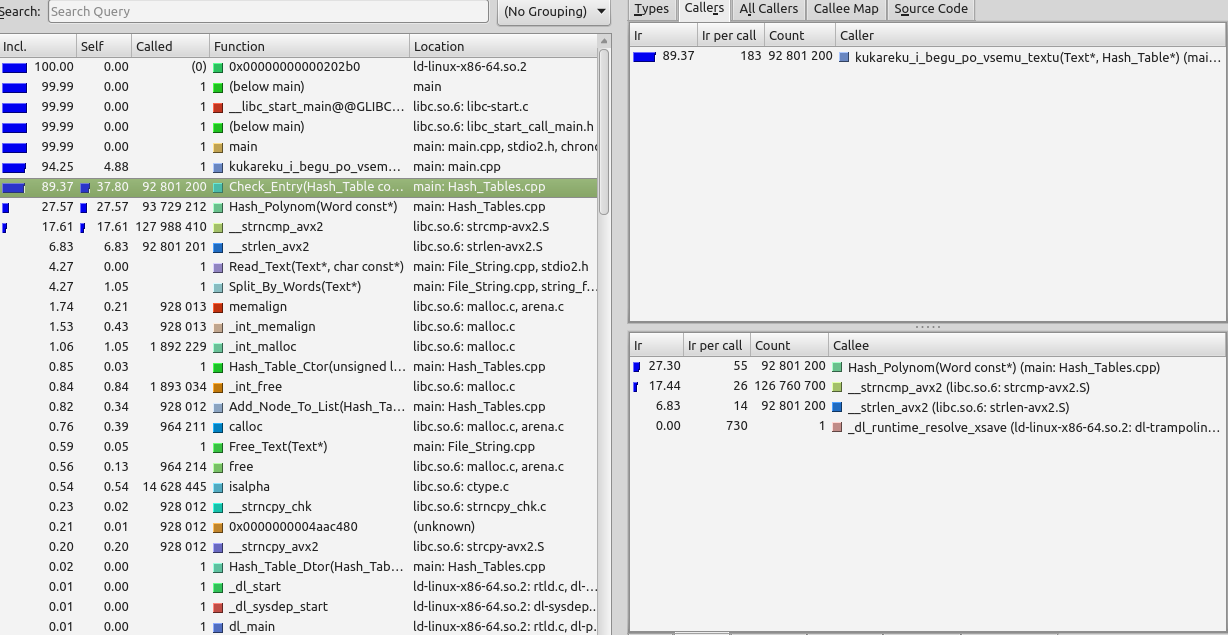 Search: Search Query (No Grouping)
Incl. Self Called Function Location
100.00 0.00 (0) 0x00000000000202b0 ld-linux-x86-64.so.2
99.99 0.00 1 (below main) main
99.99 0.00 1 __libc_start_main@@GLIBC... libc.so.6: libc-start.c
99.99 0.00 1 (below main) libc.so.6: libc_start_call_main.h
99.99 0.00 1 main main: main.cpp, stdio2.h, chrono
94.25 4.88 1 kukareku_i_begu_po_vsem... main: main.cpp
89.37 37.80 92 801 200 Check_Entry(Hash_Table co... main: Hash_Tables.cpp
27.57 27.57 93 729 212 Hash_Polynom(Word const*) main: Hash_Tables.cpp
17.61 17.61 127 988 410 __strncmp_avx2 libc.so.6: strcmp-avx2.S
6.83 6.83 92 801 201 __strlen_avx2 libc.so.6: strlen-avx2.S
4.27 0.00 1 Read_Text(Text*, char const*) main: File_String.cpp, stdio2.h
4.27 1.05 1 Split_By_Words(Text*) main: File_String.cpp, string_f...
1.74 0.21 928 013 memalign libc.so.6: malloc.c, arena.c
1.53 0.43 928 013 _int_memalign libc.so.6: malloc.c
1.06 1.05 1 892 229 _int_malloc libc.so.6: malloc.c
0.85 0.03 1 Hash_Table_Ctor(unsigned l... main: Hash_Tables.cpp
0.84 0.84 1 893 034 _int_free libc.so.6: malloc.c
0.82 0.34 928 012 Add_Node_To_List(Hash_Ta... main: Hash_Tables.cpp
0.76 0.39 964 211 calloc libc.so.6: malloc.c, arena.c
0.59 0.05 1 Free_Text(Text*) main: File_String.cpp
0.56 0.13 964 214 free libc.so.6: malloc.c, arena.c
0.54 0.54 14 628 445 isalpha libc.so.6: ctype.c
0.23 0.02 928 012 __strncpy_chk libc.so.6: strncpy_chk.c
0.21 0.01 928 012 0x0000000004aac480 (unknown)
0.20 0.20 928 012 __strncpy_avx2 libc.so.6: strcpy-avx2.S
0.02 0.00 1 Hash_Table_Dtor(Hash_Tab... main: Hash_Tables.cpp
0.01 0.00 1 _dl_start ld-linux-x86-64.so.2: rtld.c, dl-...
0.01 0.00 1 _dl_sysdep_start ld-linux-x86-64.so.2: dl-sysdep...
0.01 0.00 1 dl_main ld-linux-x86-64.so.2: rtld.c, dl-p...
Types Callers All Callers Callee Map Source Code
Ir Ir per call Count Caller
89.37 183 92 801 200 kukareku_i_begu_po_vsemu_textu(Text*, Hash_Table*) (mai...
Ir Ir per call Count Callee
27.30 55 92 801 200 Hash_Polynom(Word const*) (main: Hash_Tables.cpp)
17.44 26 126 760 700 __strncmp_avx2 (libc.so.6: strcmp-avx2.S)
6.83 14 92 801 200 __strlen_avx2 (libc.so.6: strlen-avx2.S)
0.00 730 1 _dl_runtime_resolve_xsave (ld-linux-x86-64.so.2: dl-trampolin...